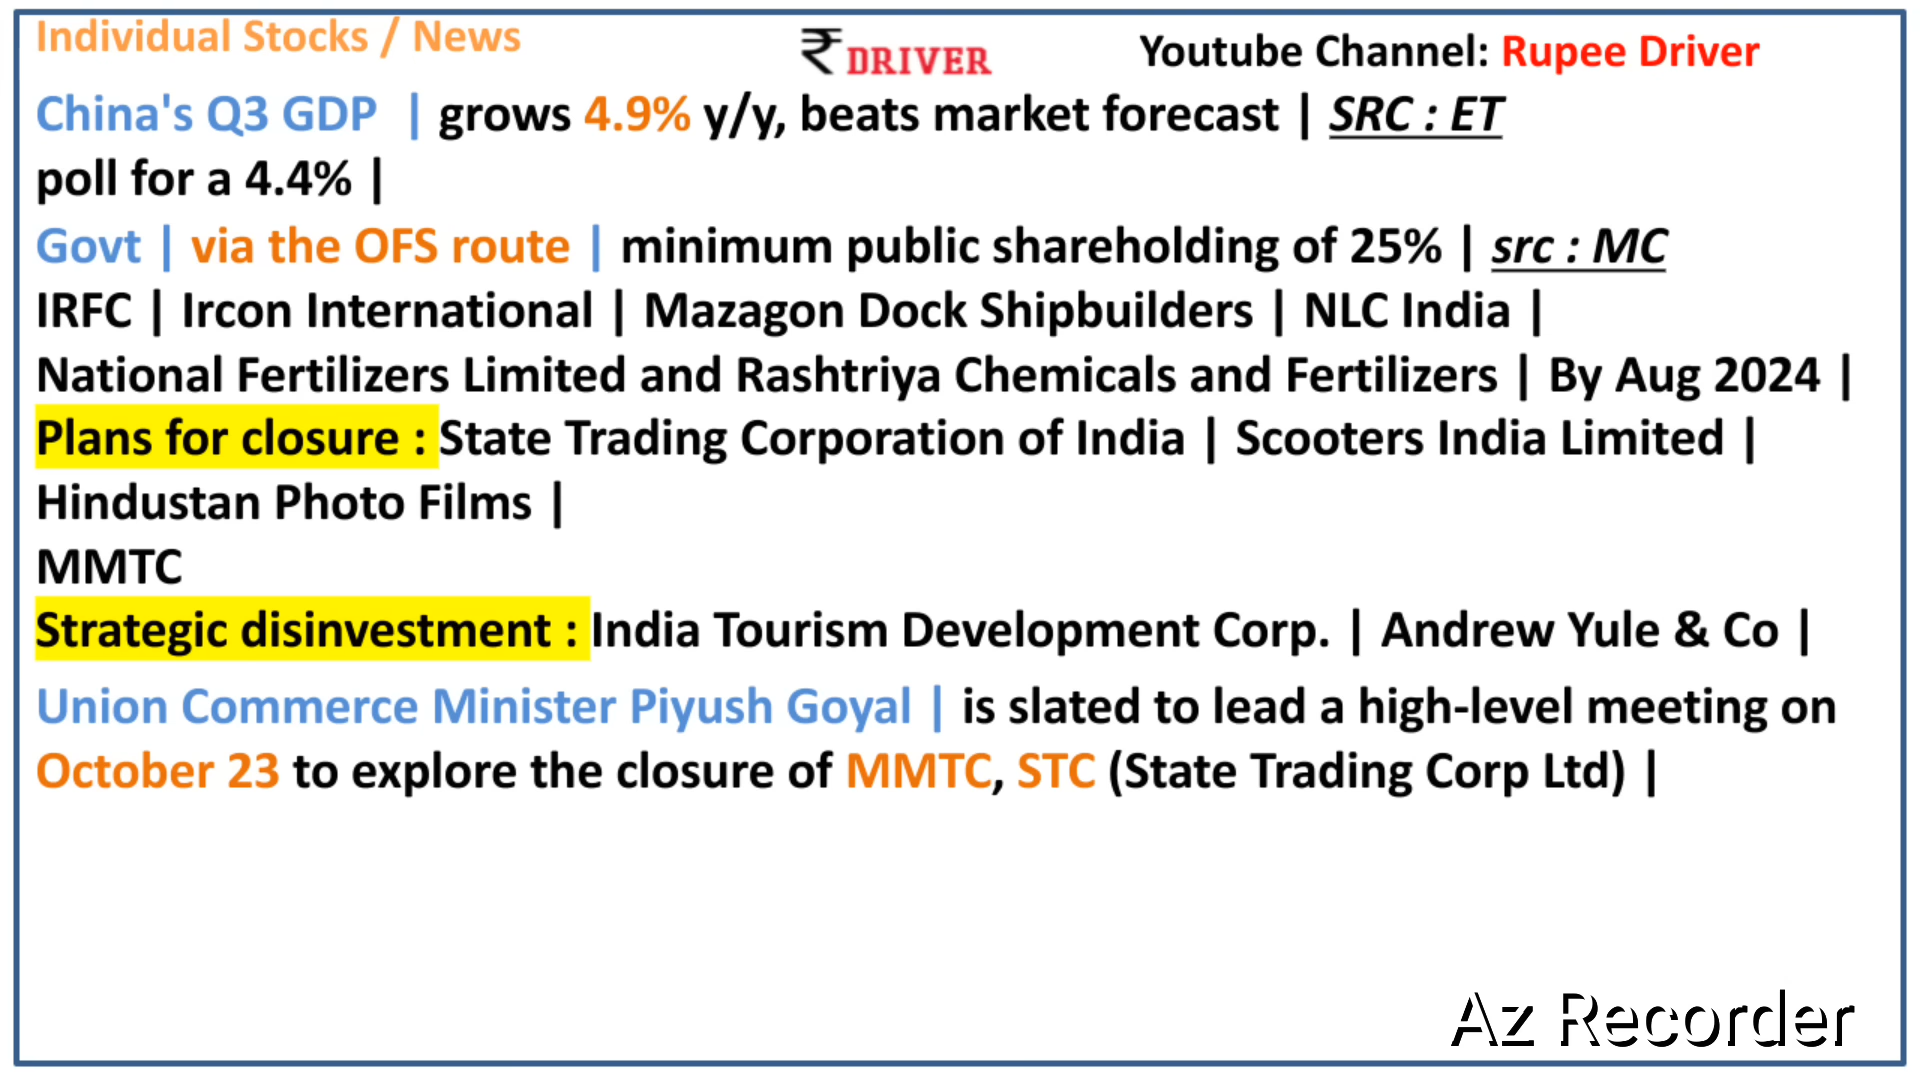 Individual Stocks / News
₹ DRIVER
Youtube Channel: Rupee Driver
China's Q3 GDP | grows 4.9% y/y, beats market forecast | SRC : ET
poll for a 4.4% |
Govt | via the OFS route | minimum public shareholding of 25% | src : MC
IRFC | Ircon International | Mazagon Dock Shipbuilders | NLC India |
National Fertilizers Limited and Rashtriya Chemicals and Fertilizers | By Aug 2024 |
Plans for closure : State Trading Corporation of India | Scooters India Limited |
Hindustan Photo Films |
MMTC
Strategic disinvestment : India Tourism Development Corp. | Andrew Yule & Co |
Union Commerce Minister Piyush Goyal | is slated to lead a high-level meeting on
October 23 to explore the closure of MMTC, STC (State Trading Corp Ltd) |
Az Recorder